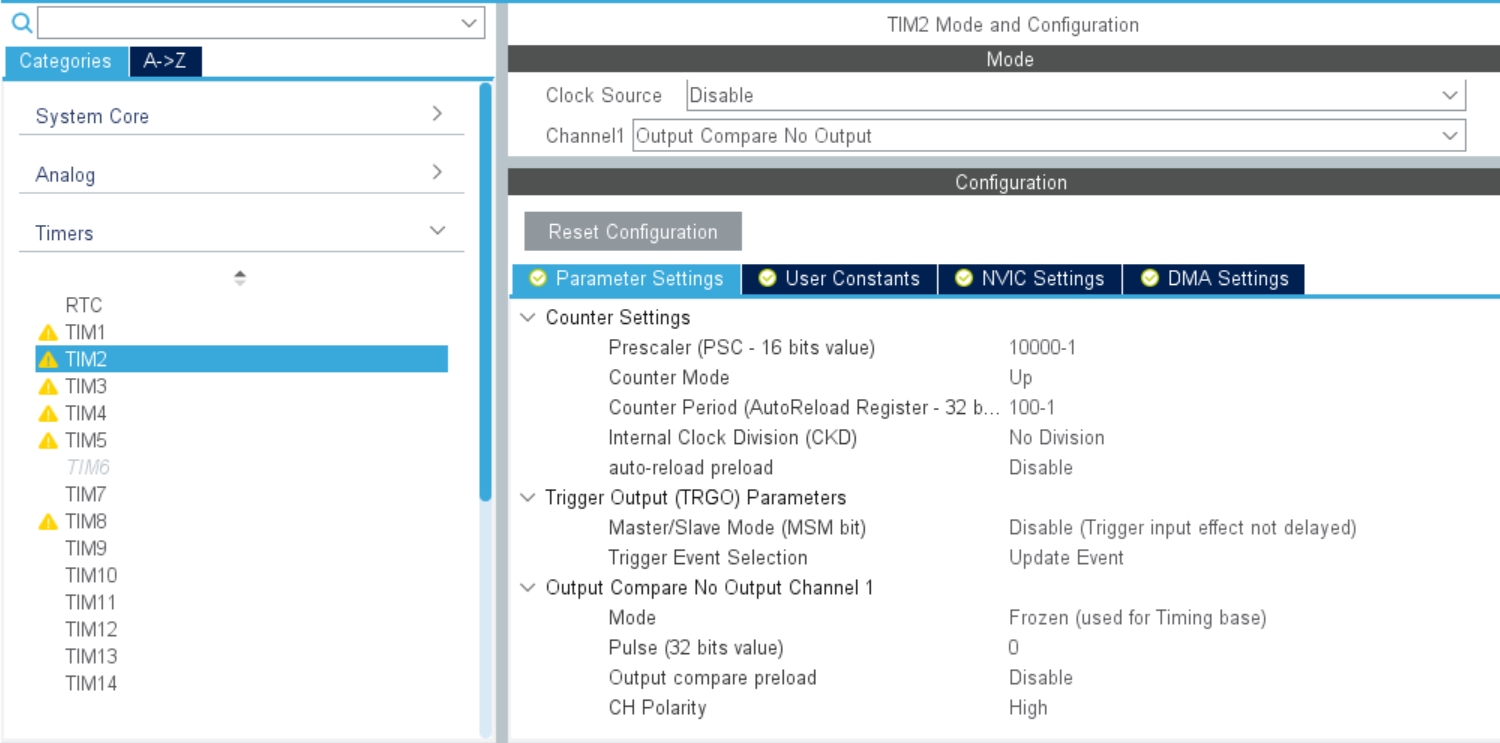 Categories A->Z
System Core
Analog
Timers
RTC
TIM1
TIM2
TIM3
TIM4
TIM5
TIM6
TIM7
TIM8
TIM9
TIM10
TIM11
TIM12
TIM13
TIM14
TIM2 Mode and Configuration
Mode
Clock Source Disable
Channel1 Output Compare No Output
Configuration
Reset Configuration
Parameter Settings User Constants NVIC Settings DMA Settings
Counter Settings
Prescaler (PSC - 16 bits value) 10000-1
Counter Mode Up
Counter Period (AutoReload Register - 32 b... 100-1
Internal Clock Division (CKD) No Division
auto-reload preload Disable
Trigger Output (TRGO) Parameters
Master/Slave Mode (MSM bit) Disable (Trigger input effect not delayed)
Trigger Event Selection Update Event
Output Compare No Output Channel 1
Mode Frozen (used for Timing base)
Pulse (32 bits value) 0
Output compare preload Disable
CH Polarity High